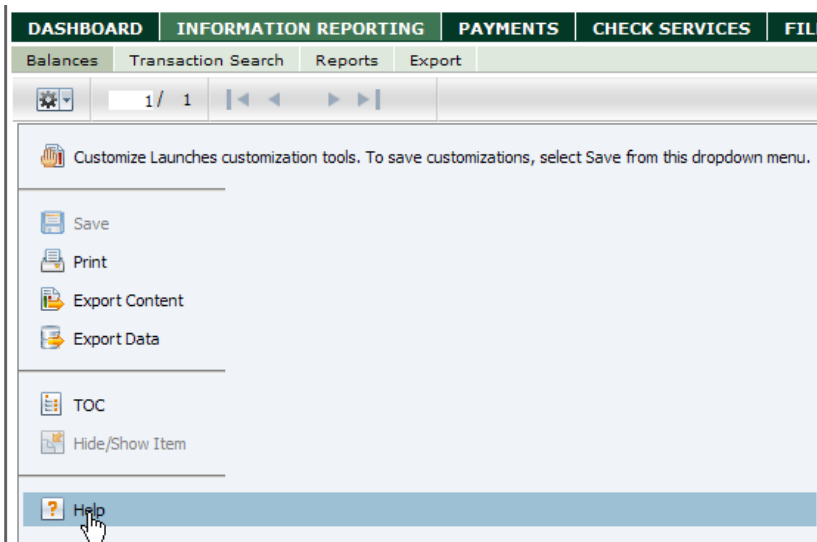 DASHBOARD INFORMATION REPORTING PAYMENTS CHECK SERVICES
Balances Transaction Search Reports Export
1 / 1
Customize Launches customization tools. To save customizations, select Save from this dropdown menu.
Save
Print
Export Content
Export Data
TOC
Hide/Show Item
? Help